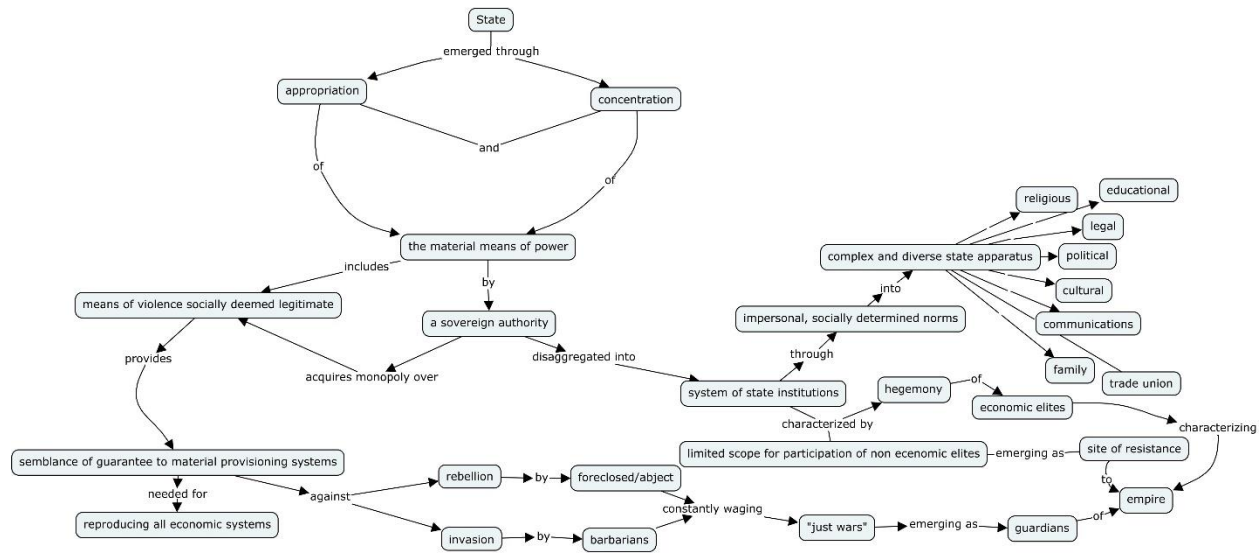 State
emerged through
appropriation
concentration
and
of
of
religious
educational
legal
the material means of power
complex and diverse state apparatus
political
includes
by
into
cultural
means of violence socially deemed legitimate
a sovereign authority
impersonal, socially determined norms
communications
provides
disaggregated into
through
acquires monopoly over
family
trade union
system of state institutions
hegemony
of
economic elites
characterized by
characterizing
semblance of guarantee to material provisioning systems
limited scope for participation of non economic elites
emerging as
site of resistance
needed for
against
rebellion
by
foreclosed/abject
to
empire
constantly waging
reproducing all economic systems
"just wars"
emerging as
guardians
of
invasion
by
barbarians